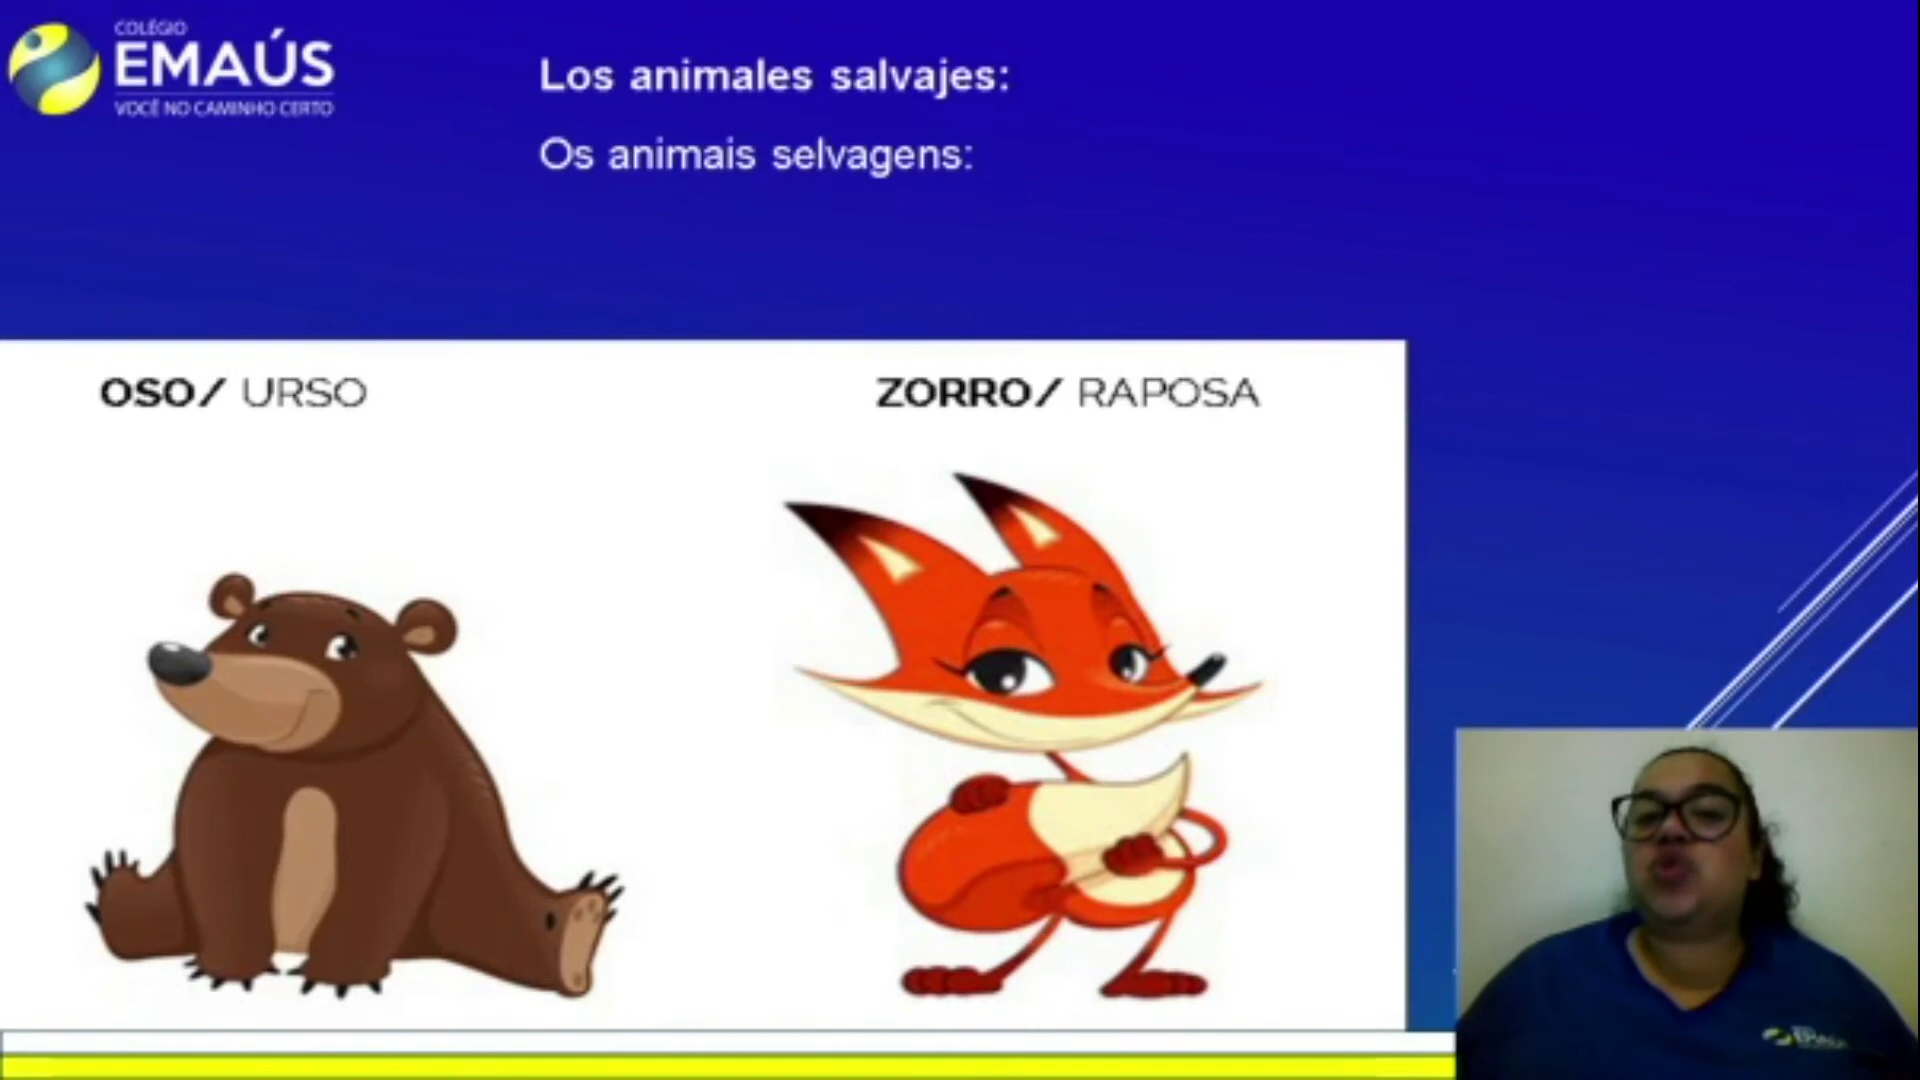 COLÉGIO
EMAÚS
VOCÊ NO CAMINHO CERTO
Los animales salvajes:
Os animais selvagens:
OSO/ URSO
ZORRO/ RAPOSA